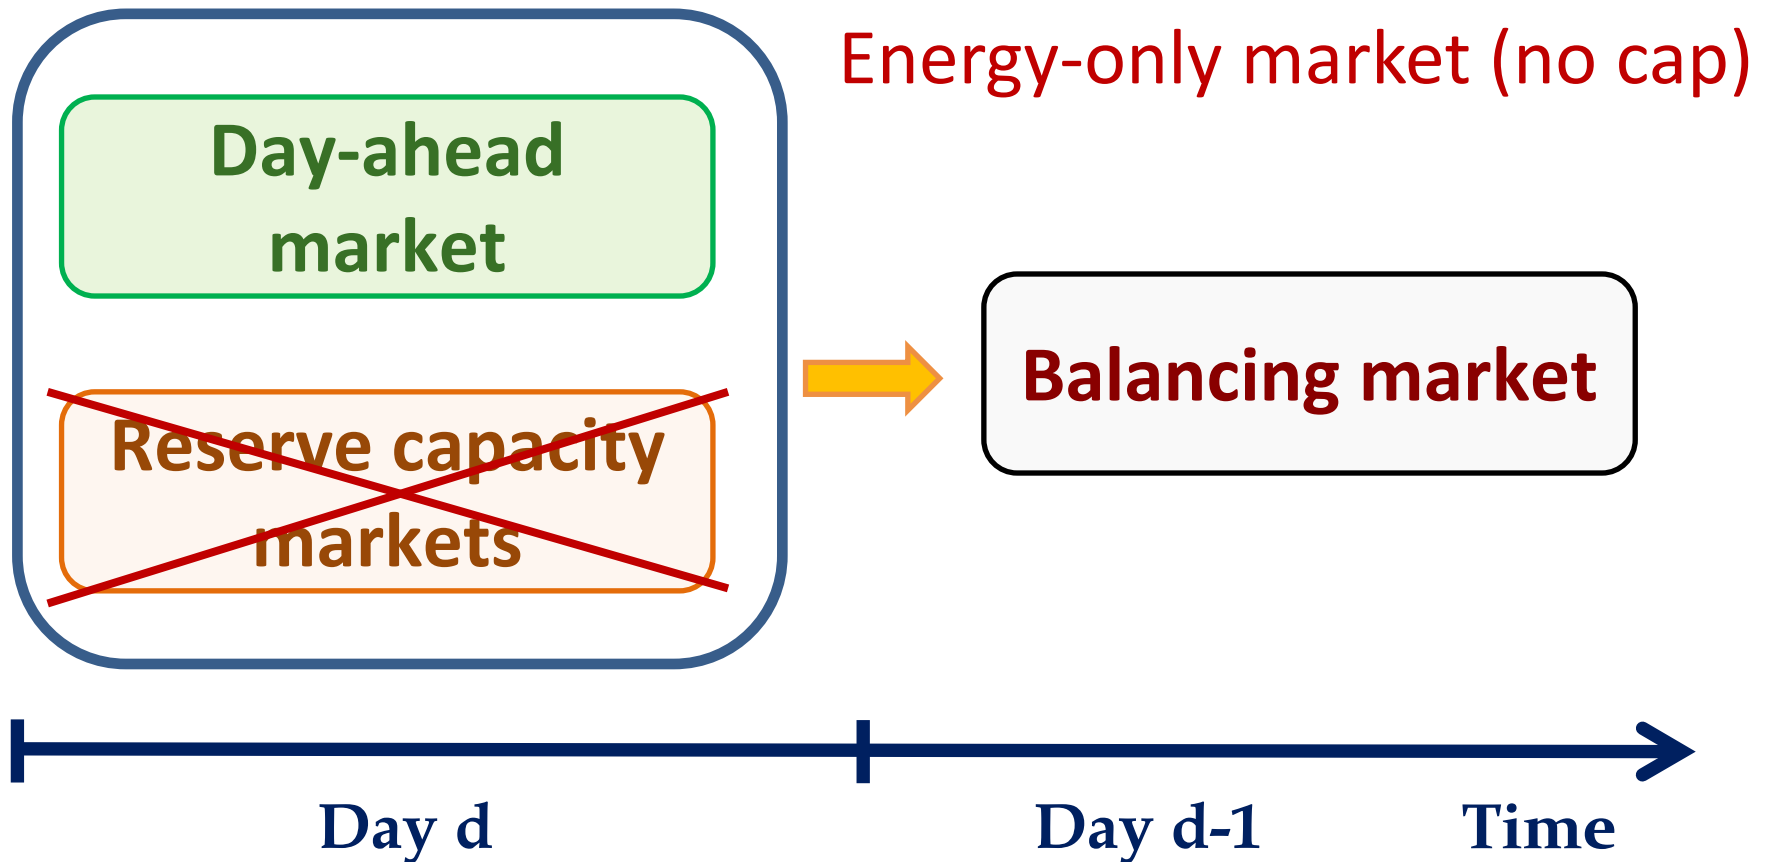 Energy-only market (no cap)
Day-ahead
market
Reserve capacity
markets
Balancing market
Day d
Day d-1
Time